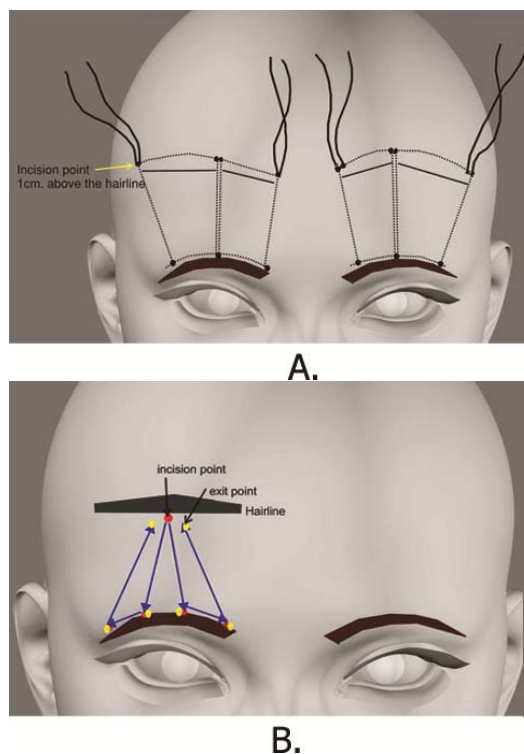 Incision point
1cm. above the hairline
A.
incision point
exit point
Hairline
B.